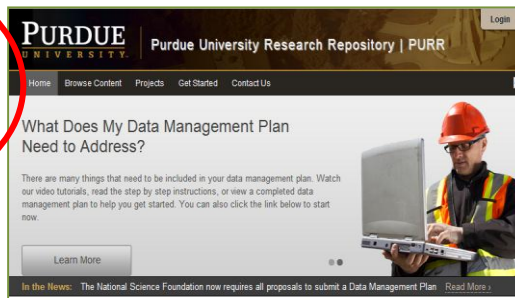 Login
PURDUE
UNIVERSITY
Purdue University Research Repository | PURR
Home Browse Content Projects Get Started Contact Us
What Does My Data Management Plan
Need to Address?
There are many things that need to be included in your data management plan. Watch
our video tutorials, read the step by step instructions, or view a completed data
management plan to help you get started. You can also click the link below to start
now.
Learn More
In the News: The National Science Foundation now requires all proposals to submit a Data Management Plan Read More ›